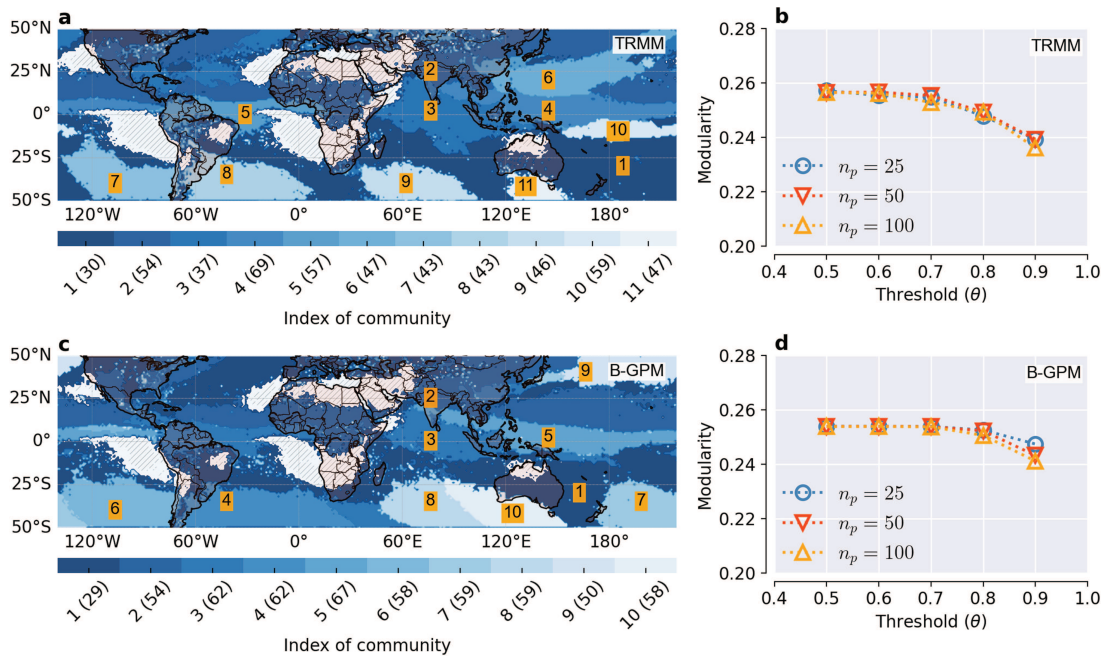 a
50°N
25°N
0°
25°S
50°S
TRMM
2
6
3
5
4
10
1
7
8
9
11
120°W 60°W 0° 60°E 120°E 180°
1 (30) 2 (54) 3 (37) 4 (69) 5 (57) 6 (47) 7 (43) 8 (43) 9 (46) 10 (59) 11 (47)
Index of community
b
TRMM
0.28
0.26
0.24
0.22
0.20
Modularity
n_p = 25
n_p = 50
n_p = 100
0.4 0.5 0.6 0.7 0.8 0.9 1.0
Threshold (θ)
c
50°N
25°N
0°
25°S
50°S
B-GPM
9
2
3
5
1
8
4
6
7
10
120°W 60°W 0° 60°E 120°E 180°
1 (29) 2 (54) 3 (62) 4 (62) 5 (67) 6 (58) 7 (59) 8 (59) 9 (50) 10 (58)
Index of community
d
B-GPM
0.28
0.26
0.24
0.22
0.20
Modularity
n_p = 25
n_p = 50
n_p = 100
0.4 0.5 0.6 0.7 0.8 0.9 1.0
Threshold (θ)